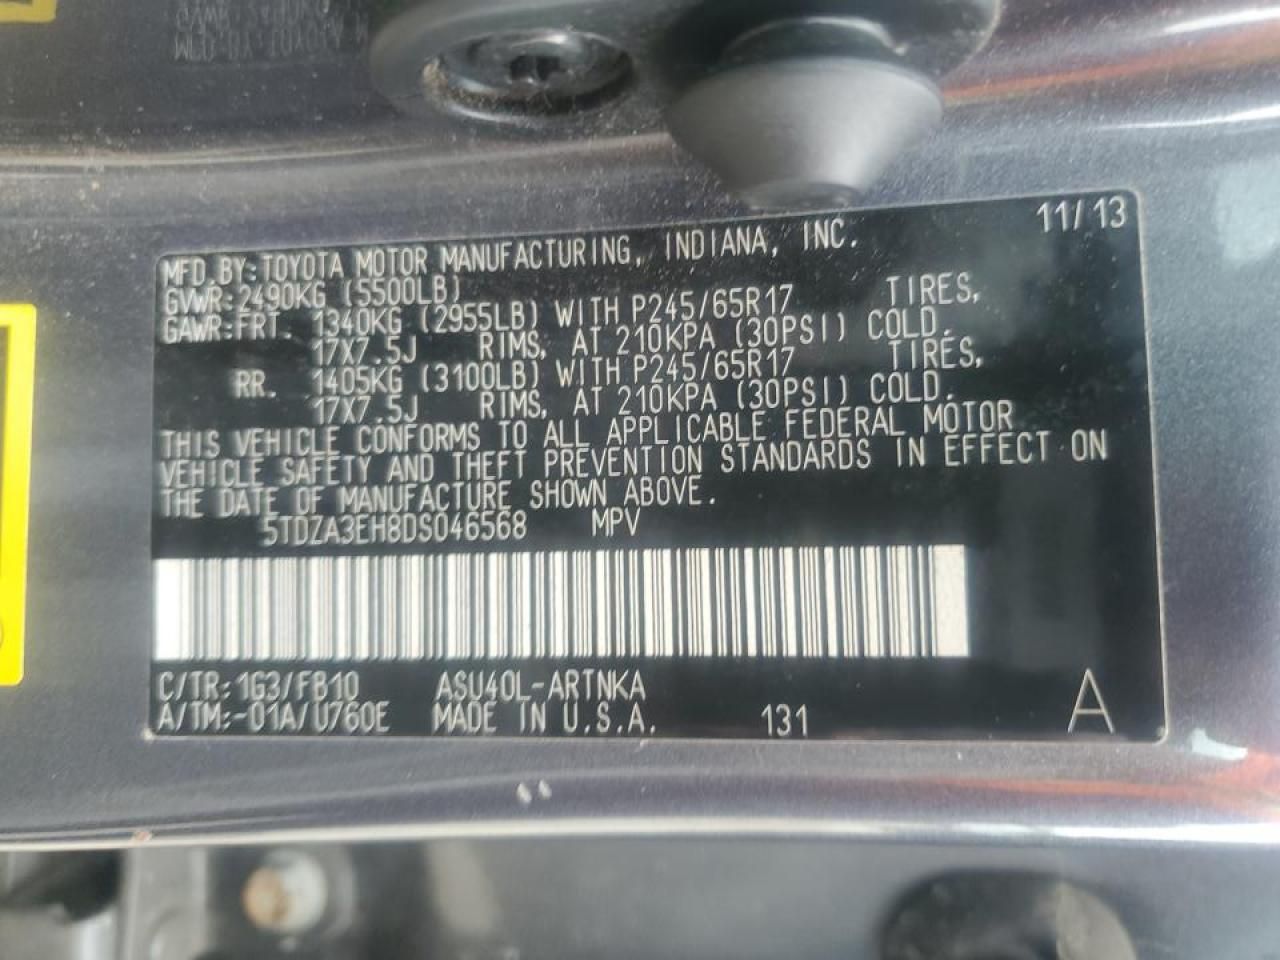 11/13
MFD.BY:TOYOTA MOTOR MANUFACTURING, INDIANA, INC.
GVWR:2490KG (5500LB)
GAWR:FRT. 1340KG (2955LB) WITH P245/65R17 TIRES,
17X7.5J RIMS, AT 210KPA (30PSI) COLD.
RR. 1405KG (3100LB) WITH P245/65R17 TIRES,
17X7.5J RIMS, AT 210KPA (30PSI) COLD.
THIS VEHICLE CONFORMS TO ALL APPLICABLE FEDERAL MOTOR
VEHICLE SAFETY AND THEFT PREVENTION STANDARDS IN EFFECT ON
THE DATE OF MANUFACTURE SHOWN ABOVE.
5TDZA3EH8DS046568 MPV
C/TR:1G3/FB10 ASU40L-ARTNKA
A/TM:-01A/U760E MADE IN U.S.A. 131 A